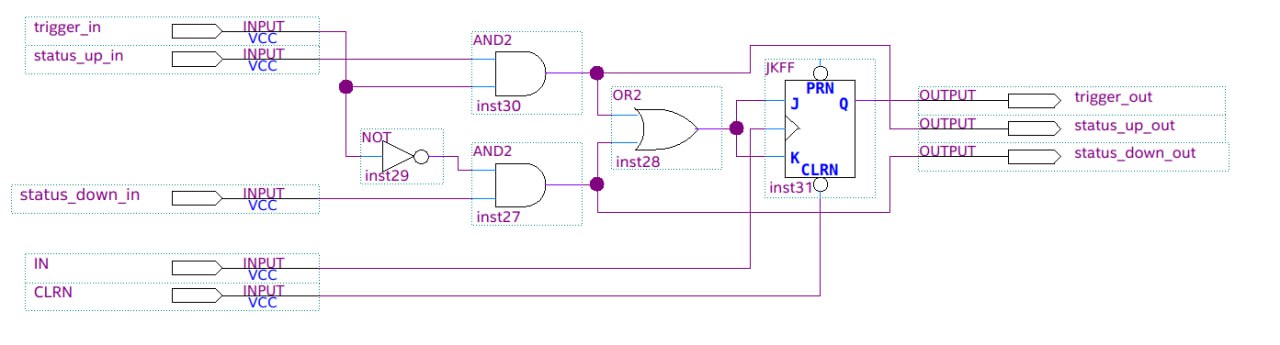 trigger_in INPUT
VCC
status_up_in INPUT
VCC
AND2
inst30
JKFF
PRN
J Q
K
CLRN
inst31
OR2
inst28
OUTPUT trigger_out
OUTPUT status_up_out
OUTPUT status_down_out
NOT
inst29
AND2
inst27
status_down_in INPUT
VCC
IN INPUT
VCC
CLRN INPUT
VCC